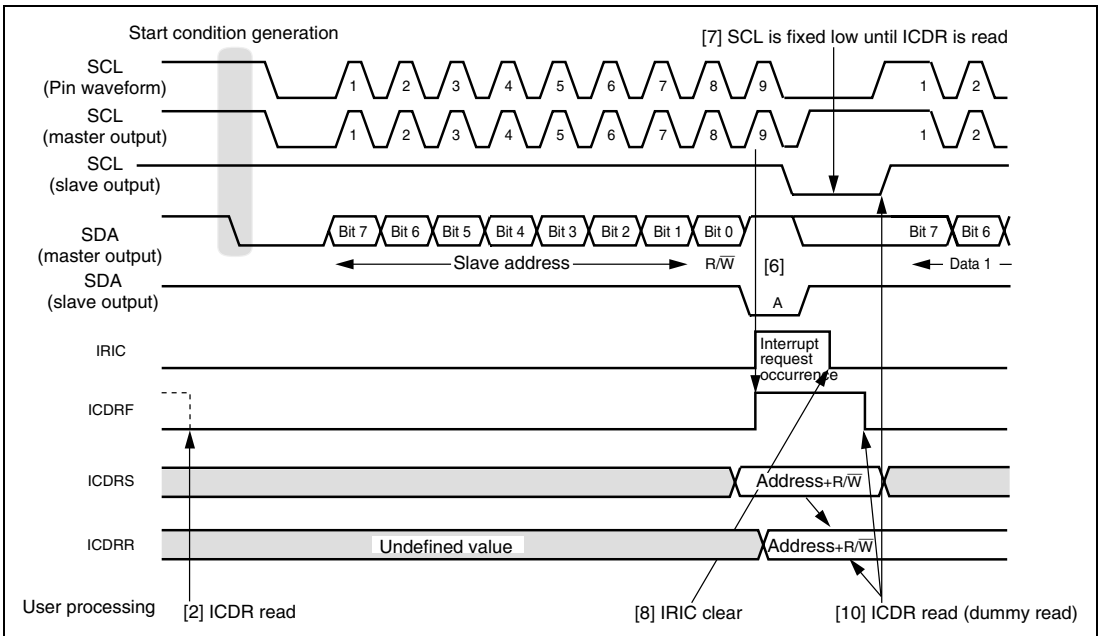 Start condition generation
[7] SCL is fixed low until ICDR is read
SCL
(Pin waveform)
1 2 3 4 5 6 7 8 9 1 2
SCL
(master output)
1 2 3 4 5 6 7 8 9 1 2
SCL
(slave output)
SDA
(master output)
Bit 7 Bit 6 Bit 5 Bit 4 Bit 3 Bit 2 Bit 1 Bit 0 Bit 7 Bit 6
Slave address R/W̅ [6] Data 1
SDA
(slave output)
A
IRIC
Interrupt
request
occurrence
ICDRF
ICDRS
Address+R/W̅
ICDRR
Undefined value
Address+R/W̅
User processing
[2] ICDR read
[8] IRIC clear
[10] ICDR read (dummy read)